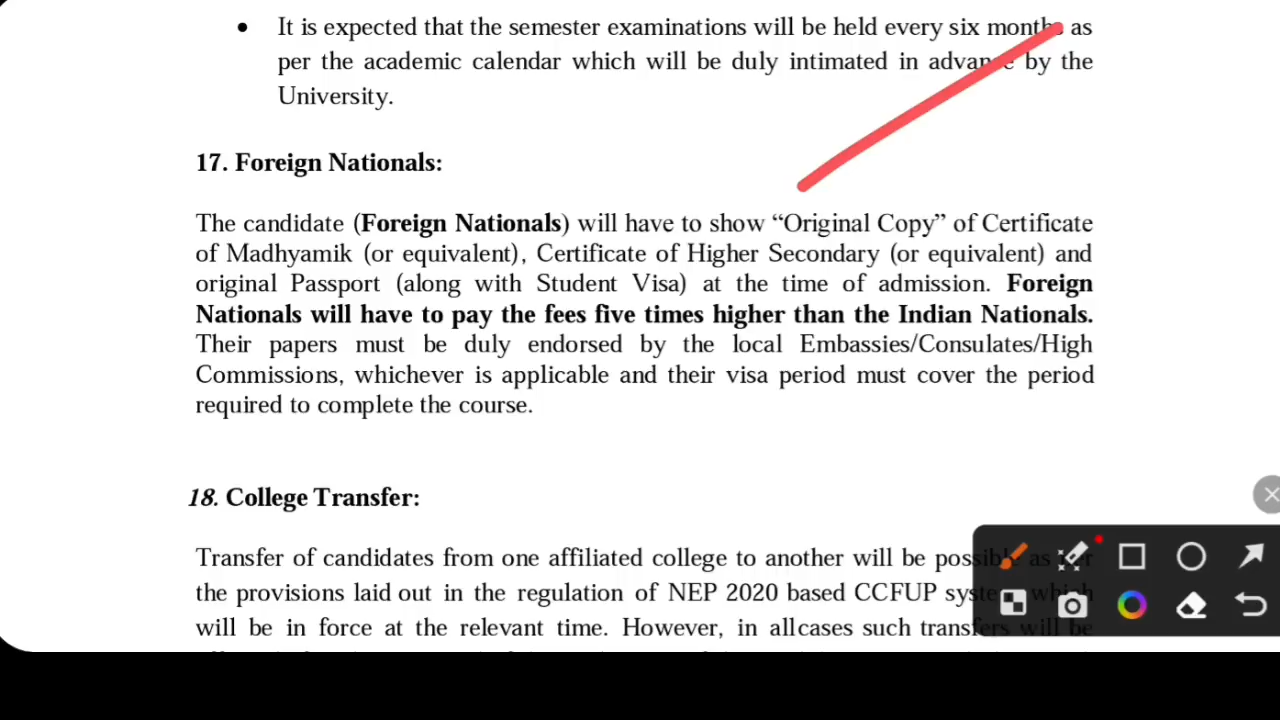 • It is expected that the semester examinations will be held every six months as
per the academic calendar which will be duly intimated in advance by the
University.
17. Foreign Nationals:
The candidate (Foreign Nationals) will have to show “Original Copy” of Certificate
of Madhyamik (or equivalent), Certificate of Higher Secondary (or equivalent) and
original Passport (along with Student Visa) at the time of admission. Foreign
Nationals will have to pay the fees five times higher than the Indian Nationals.
Their papers must be duly endorsed by the local Embassies/Consulates/High
Commissions, whichever is applicable and their visa period must cover the period
required to complete the course.
18. College Transfer:
Transfer of candidates from one affiliated college to another will be possible as per
the provisions laid out in the regulation of NEP 2020 based CCFUP system which
will be in force at the relevant time. However, in all cases such transfers will be